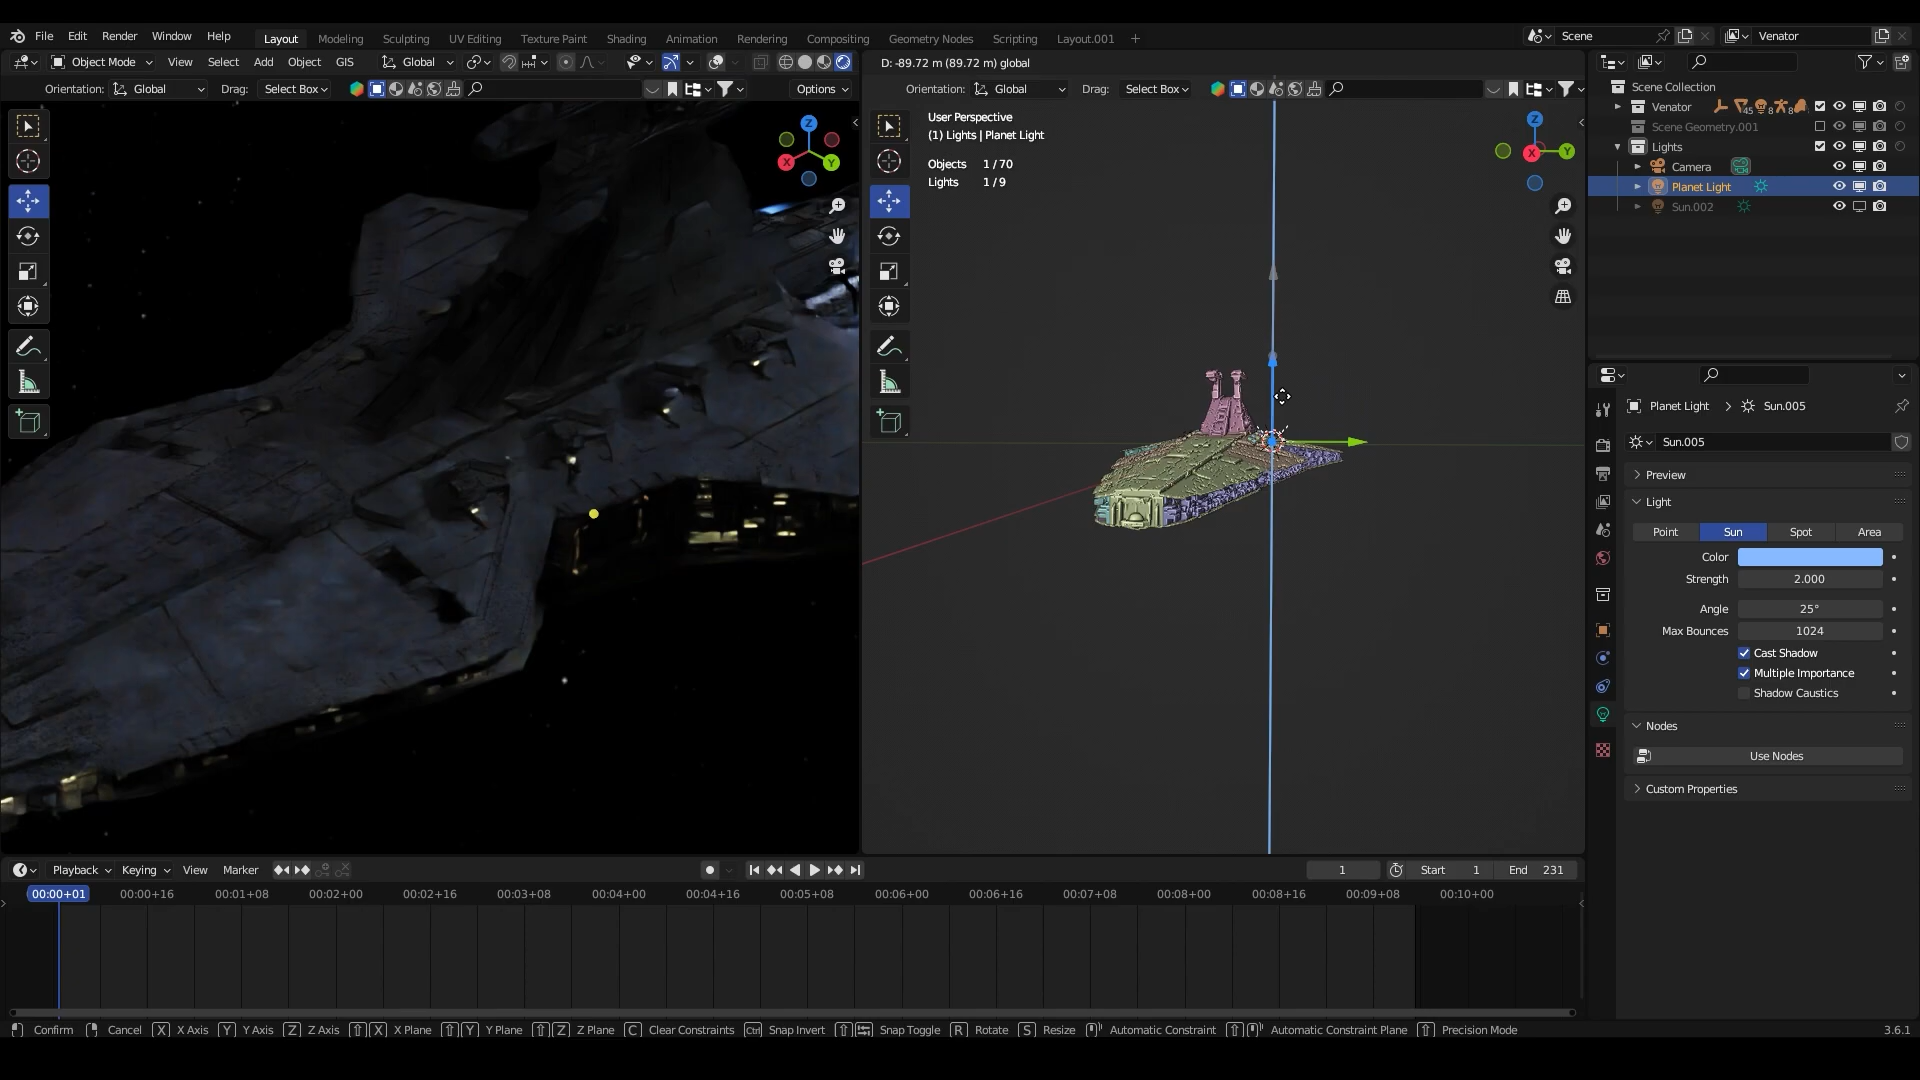 File Edit Render Window Help Layout Modeling Sculpting UV Editing Texture Paint Shading Animation Rendering Compositing Geometry Nodes Scripting Layout.001 + Scene Venator
Object Mode View Select Add Object GIS Global D: -89.72 m (89.72 m) global
Orientation: Global Drag: Select Box Options Orientation: Global Drag: Select Box
Z
X
Y
User Perspective
(1) Lights | Planet Light
Objects 1 / 70
Lights 1 / 9
Z
X
Y
Scene Collection
Venator 45 8 8
Scene Geometry.001
Lights
Camera
Planet Light
Sun.002
Planet Light > Sun.005
Sun.005
Preview
Light
Point Sun Spot Area
Color
Strength 2.000
Angle 25°
Max Bounces 1024
Cast Shadow
Multiple Importance
Shadow Caustics
Nodes
Use Nodes
Custom Properties
Playback Keying View Marker 1 Start 1 End 231
00:00+01 00:00+16 00:01+08 00:02+00 00:02+16 00:03+08 00:04+00 00:04+16 00:05+08 00:06+00 00:06+16 00:07+08 00:08+00 00:08+16 00:09+08 00:10+00
Confirm Cancel X X Axis Y Y Axis Z Z Axis X X Plane Y Y Plane Z Z Plane C Clear Constraints Ctrl Snap Invert Snap Toggle R Rotate S Resize Automatic Constraint Automatic Constraint Plane Precision Mode 3.6.1